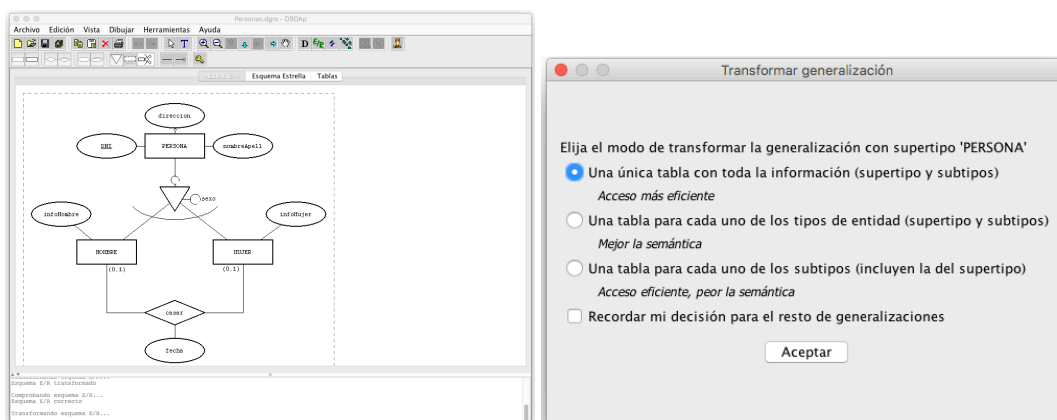 Personas.dgrx - DBDAp
Archivo Edición Vista Dibujar Herramientas Ayuda
Esquema Estrella Tablas
direccion
DNI PERSONA nombreApell
sexo
infoHombre infoMujer
HOMBRE MUJER
(0,1) (0,1)
casar
fecha
Esquema E/R transformado
Comprobando esquema E/R...
Esquema E/R correcto
Transformando esquema E/R...
Transformar generalización
Elija el modo de transformar la generalización con supertipo 'PERSONA'
Una única tabla con toda la información (supertipo y subtipos)
Acceso más eficiente
Una tabla para cada uno de los tipos de entidad (supertipo y subtipos)
Mejor la semántica
Una tabla para cada uno de los subtipos (incluyen la del supertipo)
Acceso eficiente, peor la semántica
Recordar mi decisión para el resto de generalizaciones
Aceptar